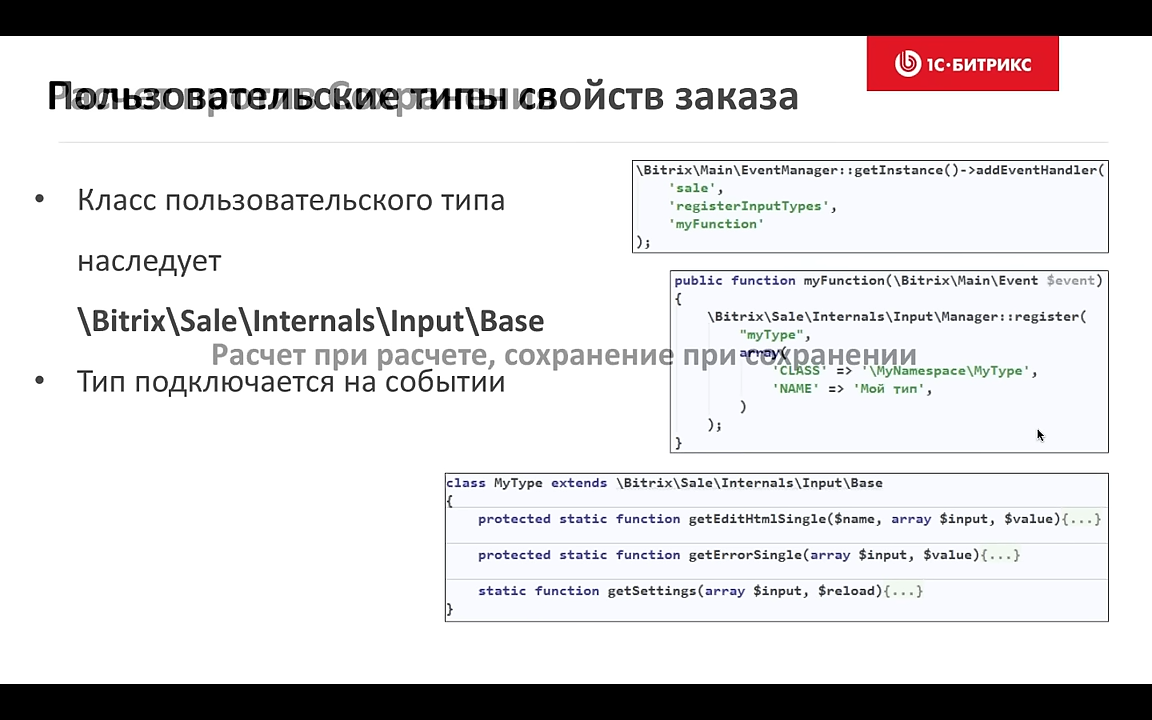 1С·БИТРИКС
Пользовательские типы свойств заказа
• Класс пользовательского типа
наследует
\Bitrix\Sale\Internals\Input\Base
• Тип подключается на событии
Расчет при расчете, сохранение при сохранении
\Bitrix\Main\EventManager::getInstance()->addEventHandler(
'sale',
'registerInputTypes',
'myFunction'
);
public function myFunction(\Bitrix\Main\Event $event)
{
\Bitrix\Sale\Internals\Input\Manager::register(
"myType",
array(
'CLASS' => '\MyNamespace\MyType',
'NAME' => 'Мой тип',
)
);
}
class MyType extends \Bitrix\Sale\Internals\Input\Base
{
protected static function getEditHtmlSingle($name, array $input, $value){...}
protected static function getErrorSingle(array $input, $value){...}
static function getSettings(array $input, $reload){...}
}